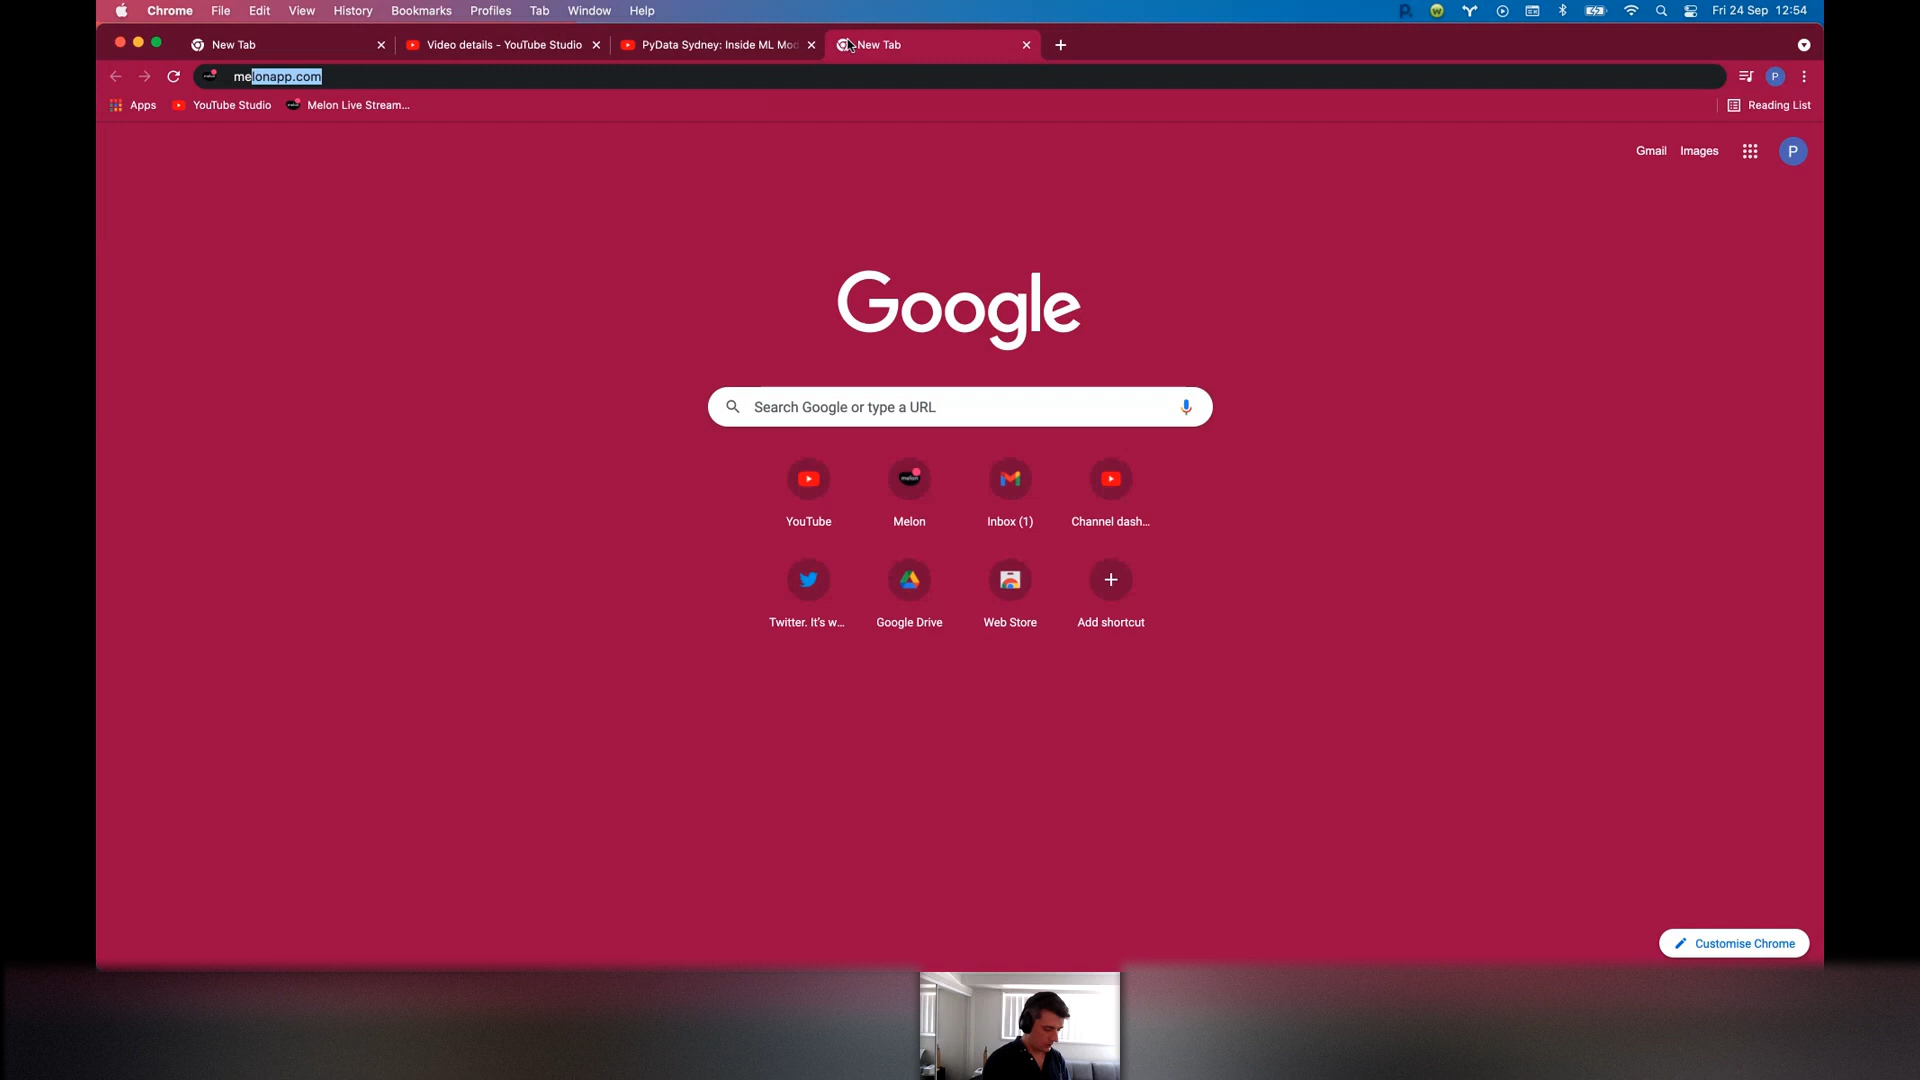 Chrome File Edit View History Bookmarks Profiles Tab Window Help
Fri 24 Sep 12:54
New Tab
Video details - YouTube Studio
PyData Sydney: Inside ML Mod
New Tab
melonapp.com
P
Apps
YouTube Studio
Melon Live Stream...
Reading List
Gmail Images
P
Google
Search Google or type a URL
melon
YouTube Melon Inbox (1) Channel dash...
Twitter. It's w... Google Drive Web Store Add shortcut
Customise Chrome